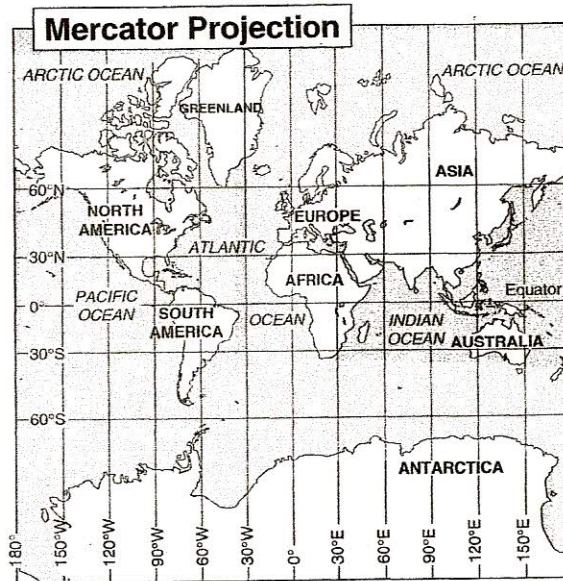 Mercator Projection
ARCTIC OCEAN
ARCTIC OCEAN
GREENLAND
ASIA
60°N
NORTH
AMERICA
EUROPE
ATLANTIC
30°N
AFRICA
PACIFIC
OCEAN
Equator
0°
SOUTH
AMERICA
OCEAN
INDIAN
OCEAN
AUSTRALIA
30°S
60°S
ANTARCTICA
180°
150°W
120°W
90°W
60°W
30°W
0°
30°E
60°E
90°E
120°E
150°E